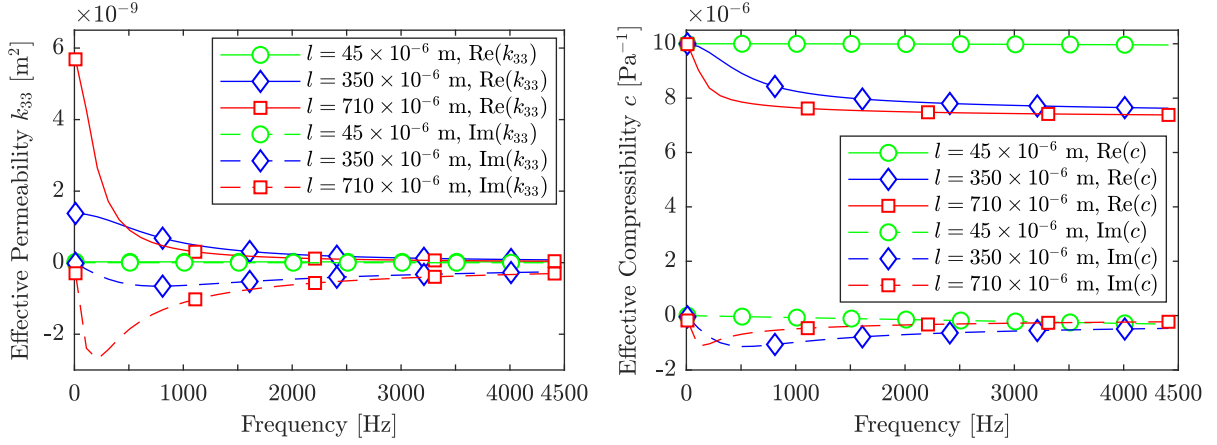 ×10⁻⁹
Effective Permeability k₃₃ [m²]
6
4
2
0
-2
l = 45 × 10⁻⁶ m, Re(k₃₃)
l = 350 × 10⁻⁶ m, Re(k₃₃)
l = 710 × 10⁻⁶ m, Re(k₃₃)
l = 45 × 10⁻⁶ m, Im(k₃₃)
l = 350 × 10⁻⁶ m, Im(k₃₃)
l = 710 × 10⁻⁶ m, Im(k₃₃)
0 1000 2000 3000 4000 4500
Frequency [Hz]
×10⁻⁶
Effective Compressibility c [Pa⁻¹]
10
8
6
4
2
0
-2
l = 45 × 10⁻⁶ m, Re(c)
l = 350 × 10⁻⁶ m, Re(c)
l = 710 × 10⁻⁶ m, Re(c)
l = 45 × 10⁻⁶ m, Im(c)
l = 350 × 10⁻⁶ m, Im(c)
l = 710 × 10⁻⁶ m, Im(c)
0 1000 2000 3000 4000 4500
Frequency [Hz]